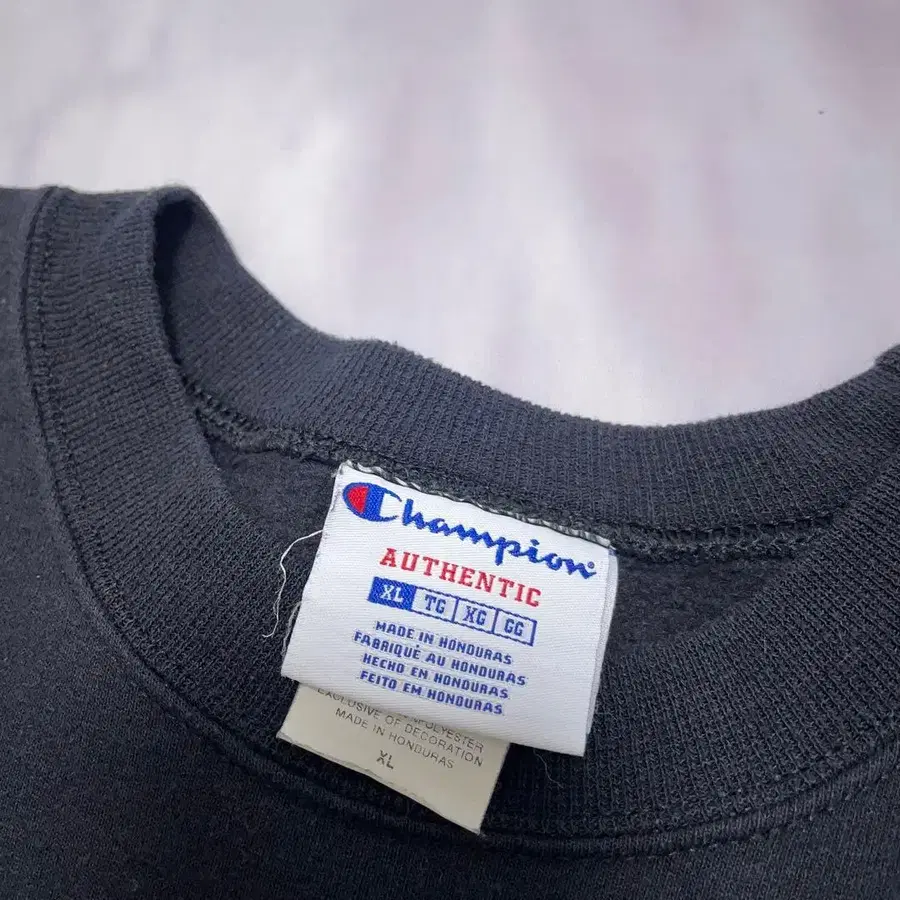 Champion
AUTHENTIC
XL TG XG GG
MADE IN HONDURAS
FABRIQUÉ AU HONDURAS
HECHO EN HONDURAS
FEITO EM HONDURAS
POLYESTER
EXCLUSIVE OF DECORATION
MADE IN HONDURAS
XL